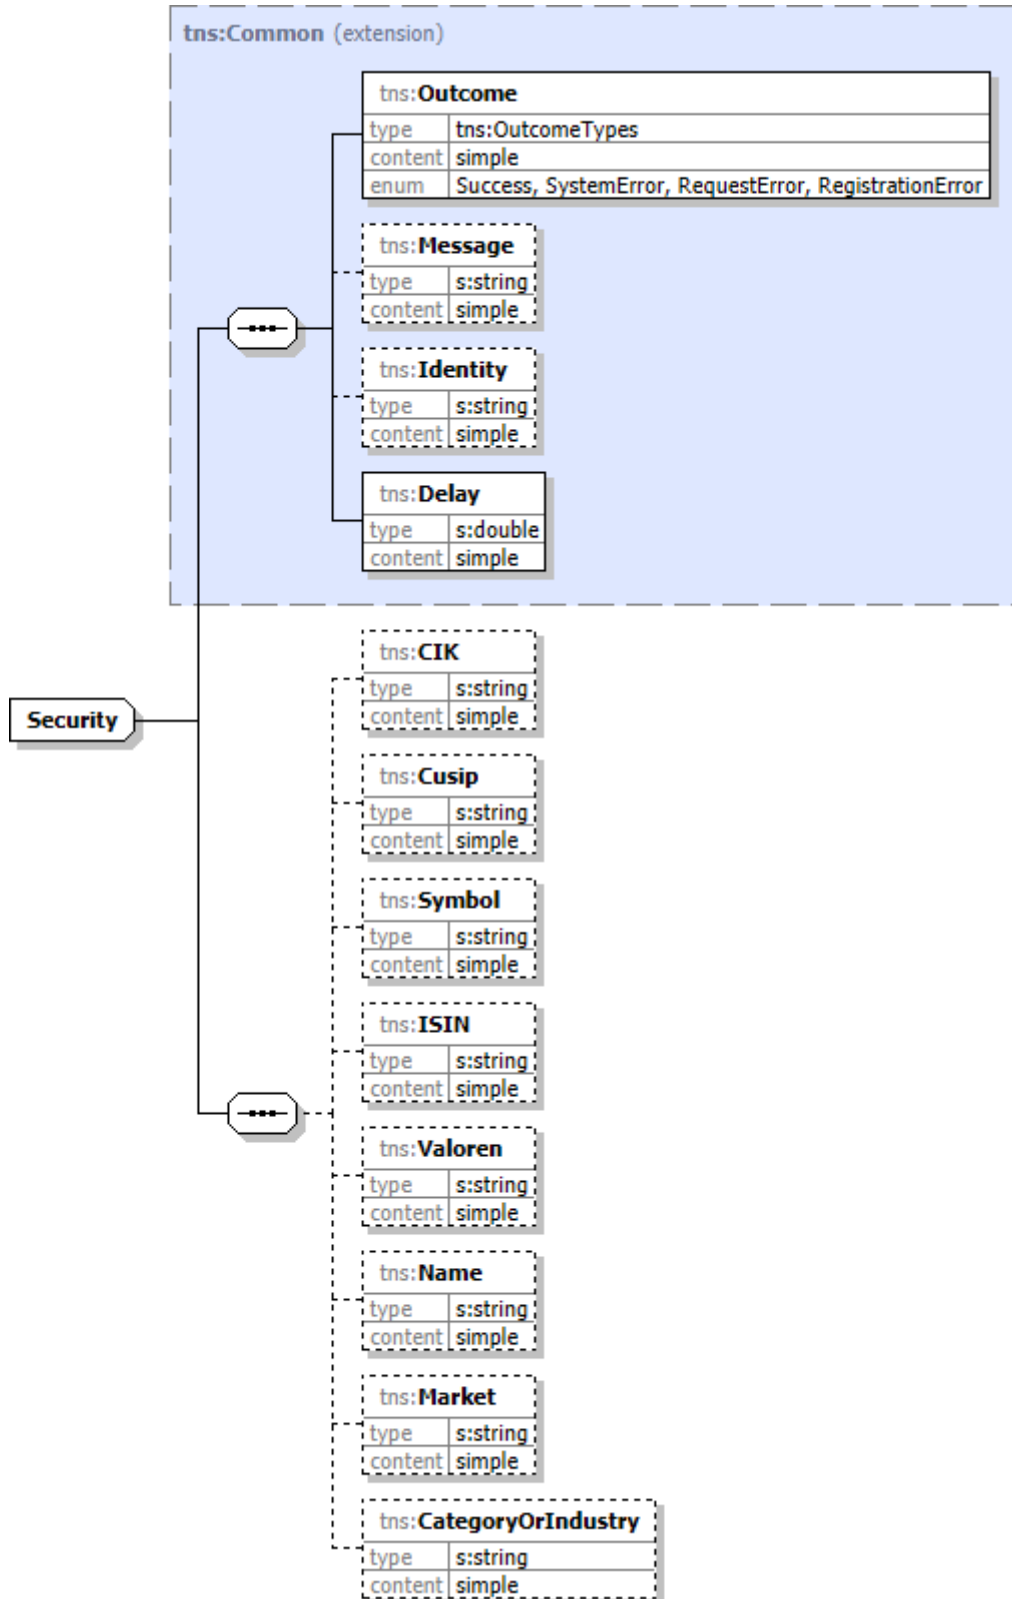 tns:Common (extension)
tns:Outcome
type tns:OutcomeTypes
content simple
enum Success, SystemError, RequestError, RegistrationError
tns:Message
type s:string
content simple
tns:Identity
type s:string
content simple
tns:Delay
type s:double
content simple
Security
tns:CIK
type s:string
content simple
tns:Cusip
type s:string
content simple
tns:Symbol
type s:string
content simple
tns:ISIN
type s:string
content simple
tns:Valoren
type s:string
content simple
tns:Name
type s:string
content simple
tns:Market
type s:string
content simple
tns:CategoryOrIndustry
type s:string
content simple